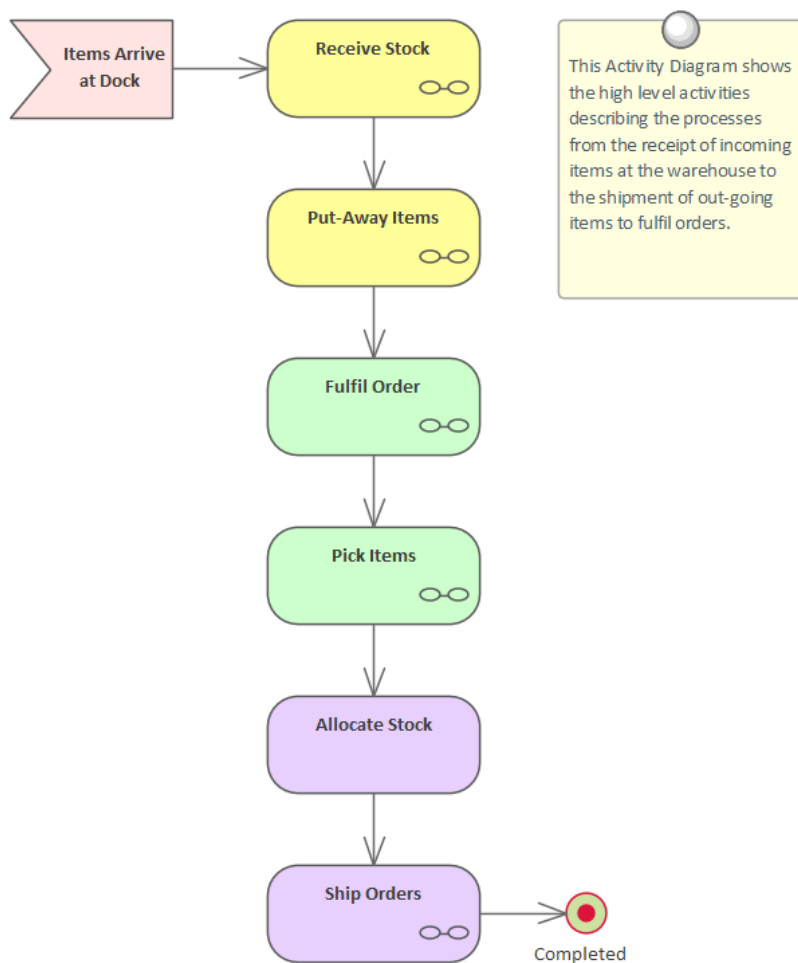 Items Arrive
at Dock
Receive Stock
This Activity Diagram shows
the high level activities
describing the processes
from the receipt of incoming
items at the warehouse to
the shipment of out-going
items to fulfil orders.
Put-Away Items
Fulfil Order
Pick Items
Allocate Stock
Ship Orders
Completed